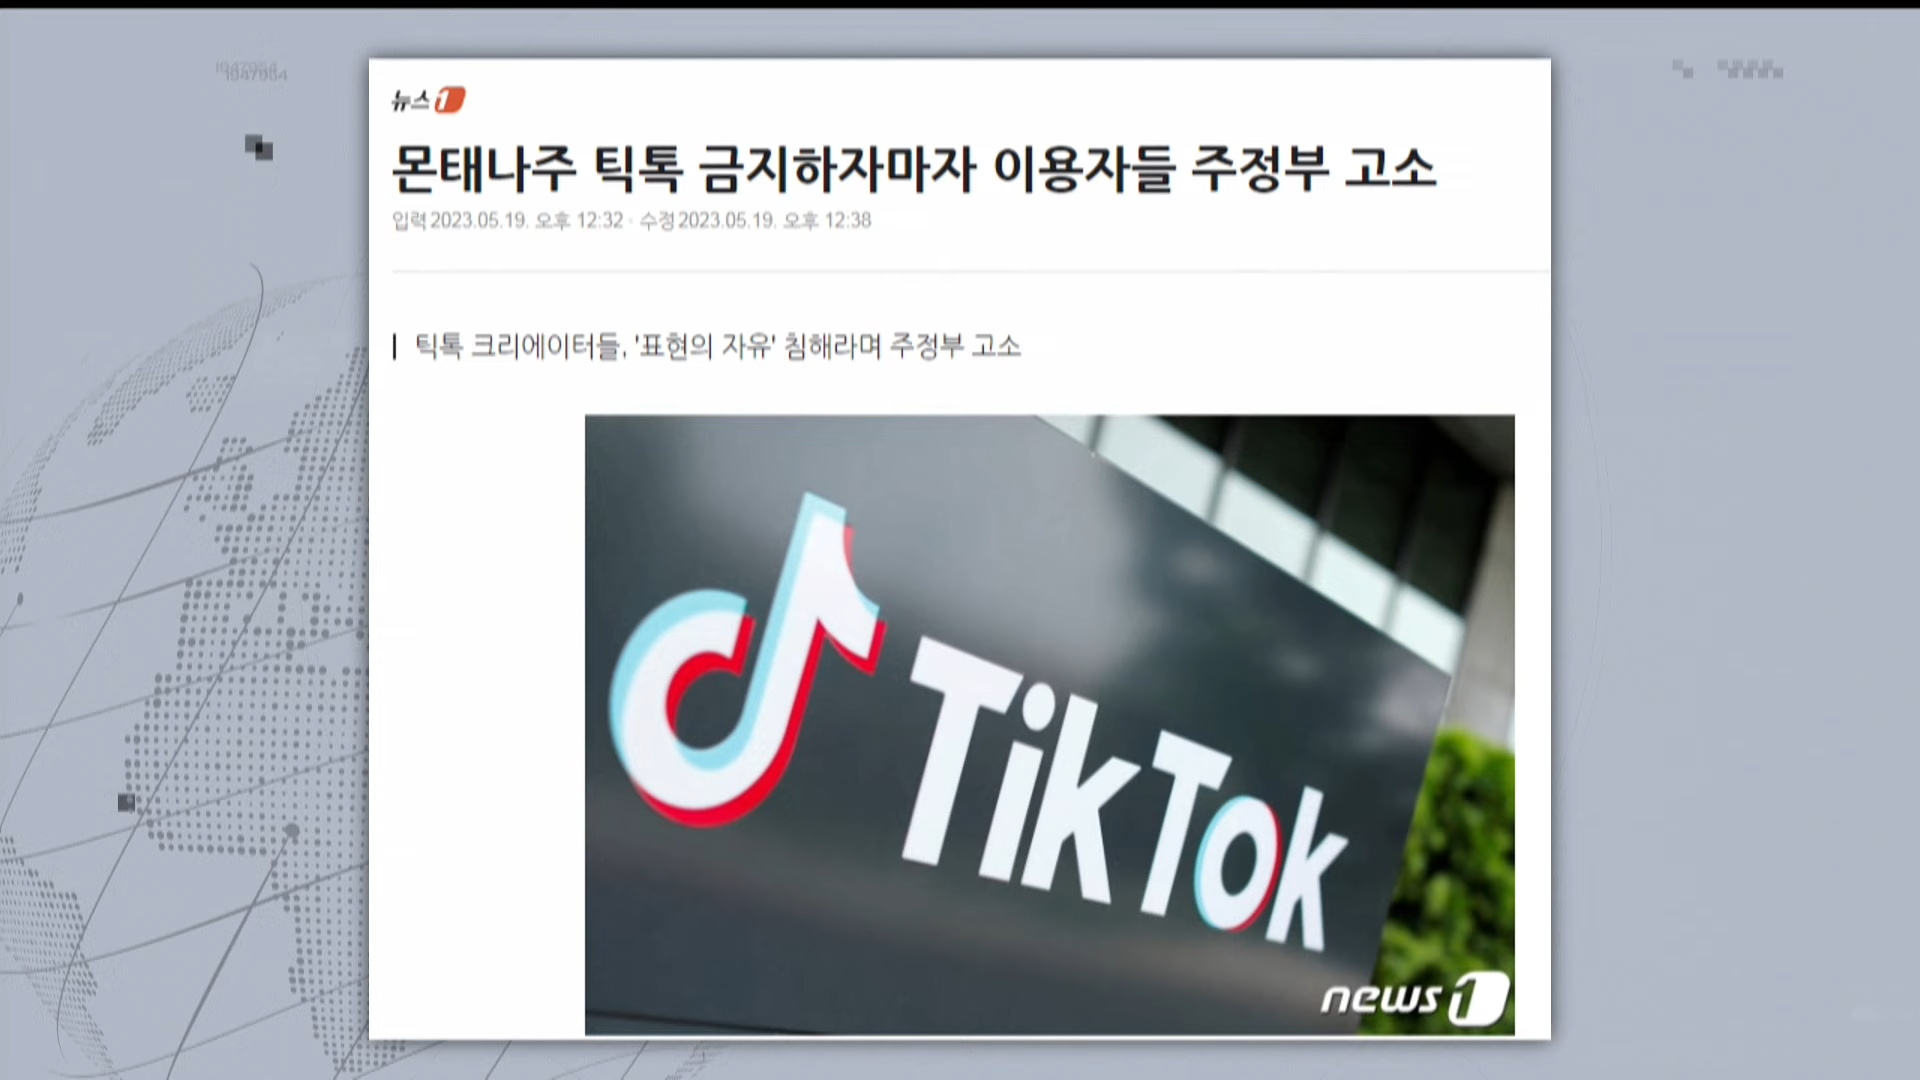 1047954
1047954
뉴스1
몬태나주 틱톡 금지하자마자 이용자들 주정부 고소
입력 2023.05.19. 오후 12:32 · 수정 2023.05.19. 오후 12:38
틱톡 크리에이터들, '표현의 자유' 침해라며 주정부 고소
TikTok
news1